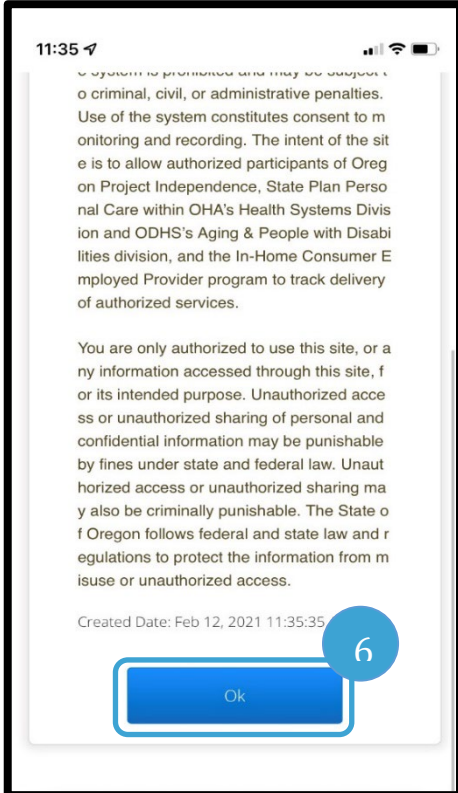 11:35
e system is prohibited and may be subject t
o criminal, civil, or administrative penalties.
Use of the system constitutes consent to m
onitoring and recording. The intent of the sit
e is to allow authorized participants of Oreg
on Project Independence, State Plan Perso
nal Care within OHA's Health Systems Divis
ion and ODHS's Aging & People with Disabi
lities division, and the In-Home Consumer E
mployed Provider program to track delivery
of authorized services.
You are only authorized to use this site, or a
ny information accessed through this site, f
or its intended purpose. Unauthorized acce
ss or unauthorized sharing of personal and
confidential information may be punishable
by fines under state and federal law. Unaut
horized access or unauthorized sharing ma
y also be criminally punishable. The State o
f Oregon follows federal and state law and r
egulations to protect the information from m
isuse or unauthorized access.
Created Date: Feb 12, 2021 11:35:35
6
Ok